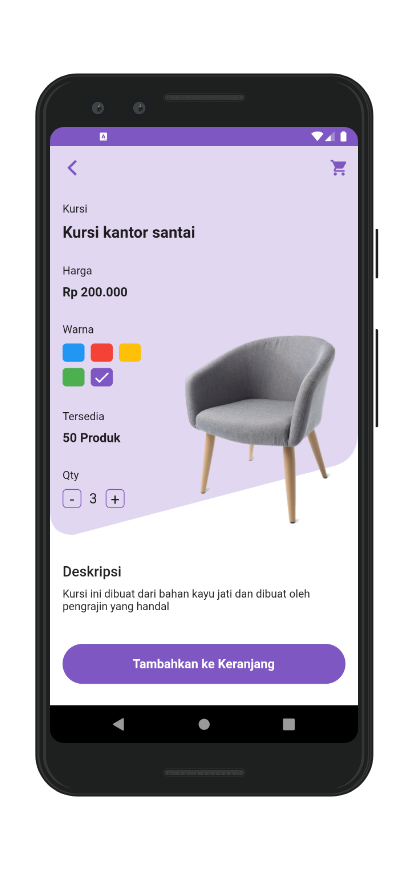 Kursi
Kursi kantor santai
Harga
Rp 200.000
Warna
Tersedia
50 Produk
Qty
- 3 +
Deskripsi
Kursi ini dibuat dari bahan kayu jati dan dibuat oleh
pengrajin yang handal
Tambahkan ke Keranjang